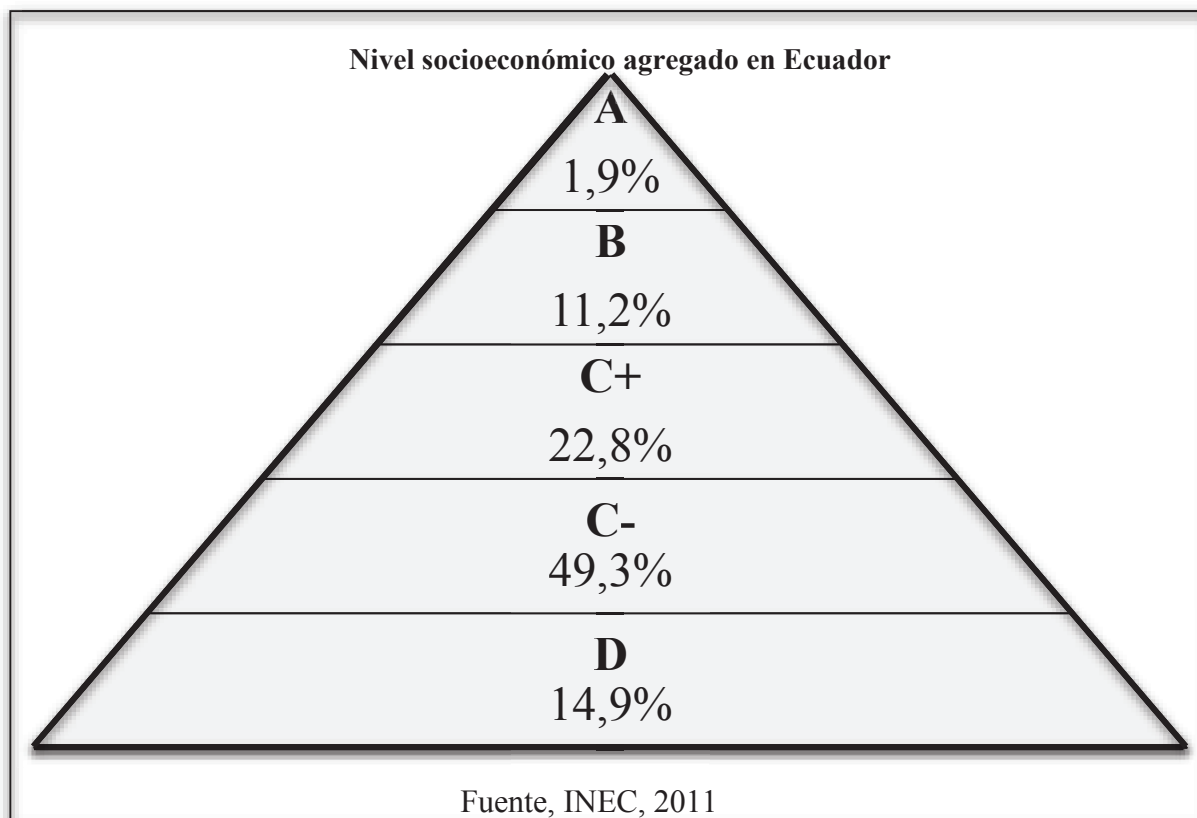 Nivel socioeconómico agregado en Ecuador
A
1,9%
B
11,2%
C+
22,8%
C-
49,3%
D
14,9%
Fuente, INEC, 2011